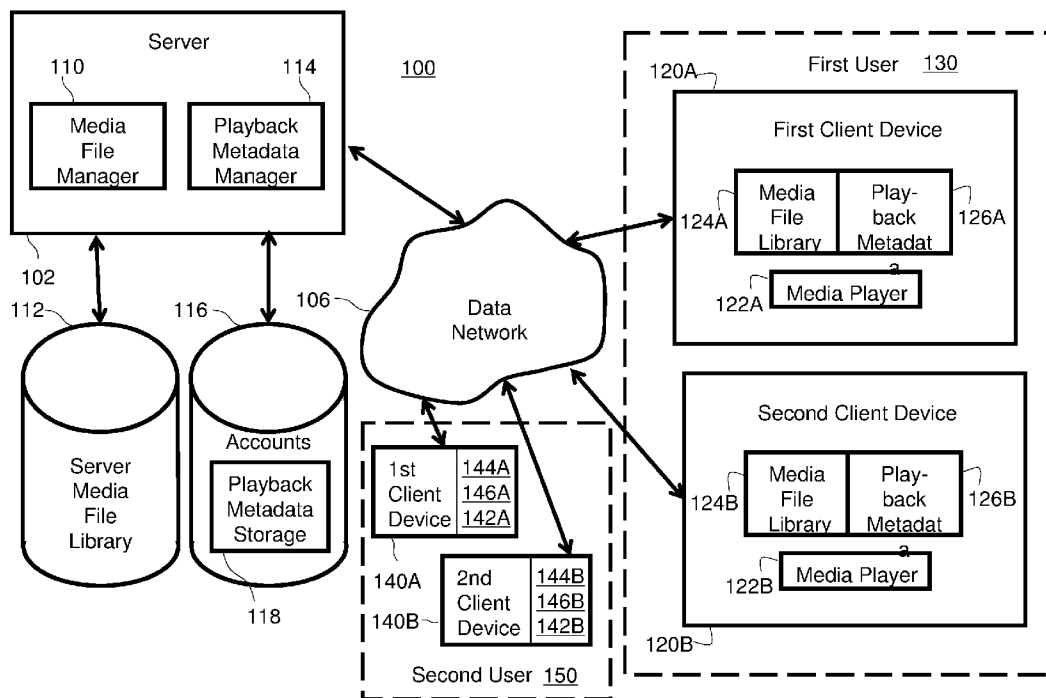 Server
110
114
Media
File
Manager
Playback
Metadata
Manager
102
100
112
116
Server
Media
File
Library
Accounts
Playback
Metadata
Storage
118
106
Data
Network
First User 130
120A
First Client Device
124A
Media
File
Library
Play-
back
Metadat
a
126A
122A
Media Player
Second Client Device
124B
Media
File
Library
Play-
back
Metadat
a
126B
122B
Media Player
120B
1st
Client
Device
144A
146A
142A
140A
2nd
Client
Device
144B
146B
142B
140B
Second User 150